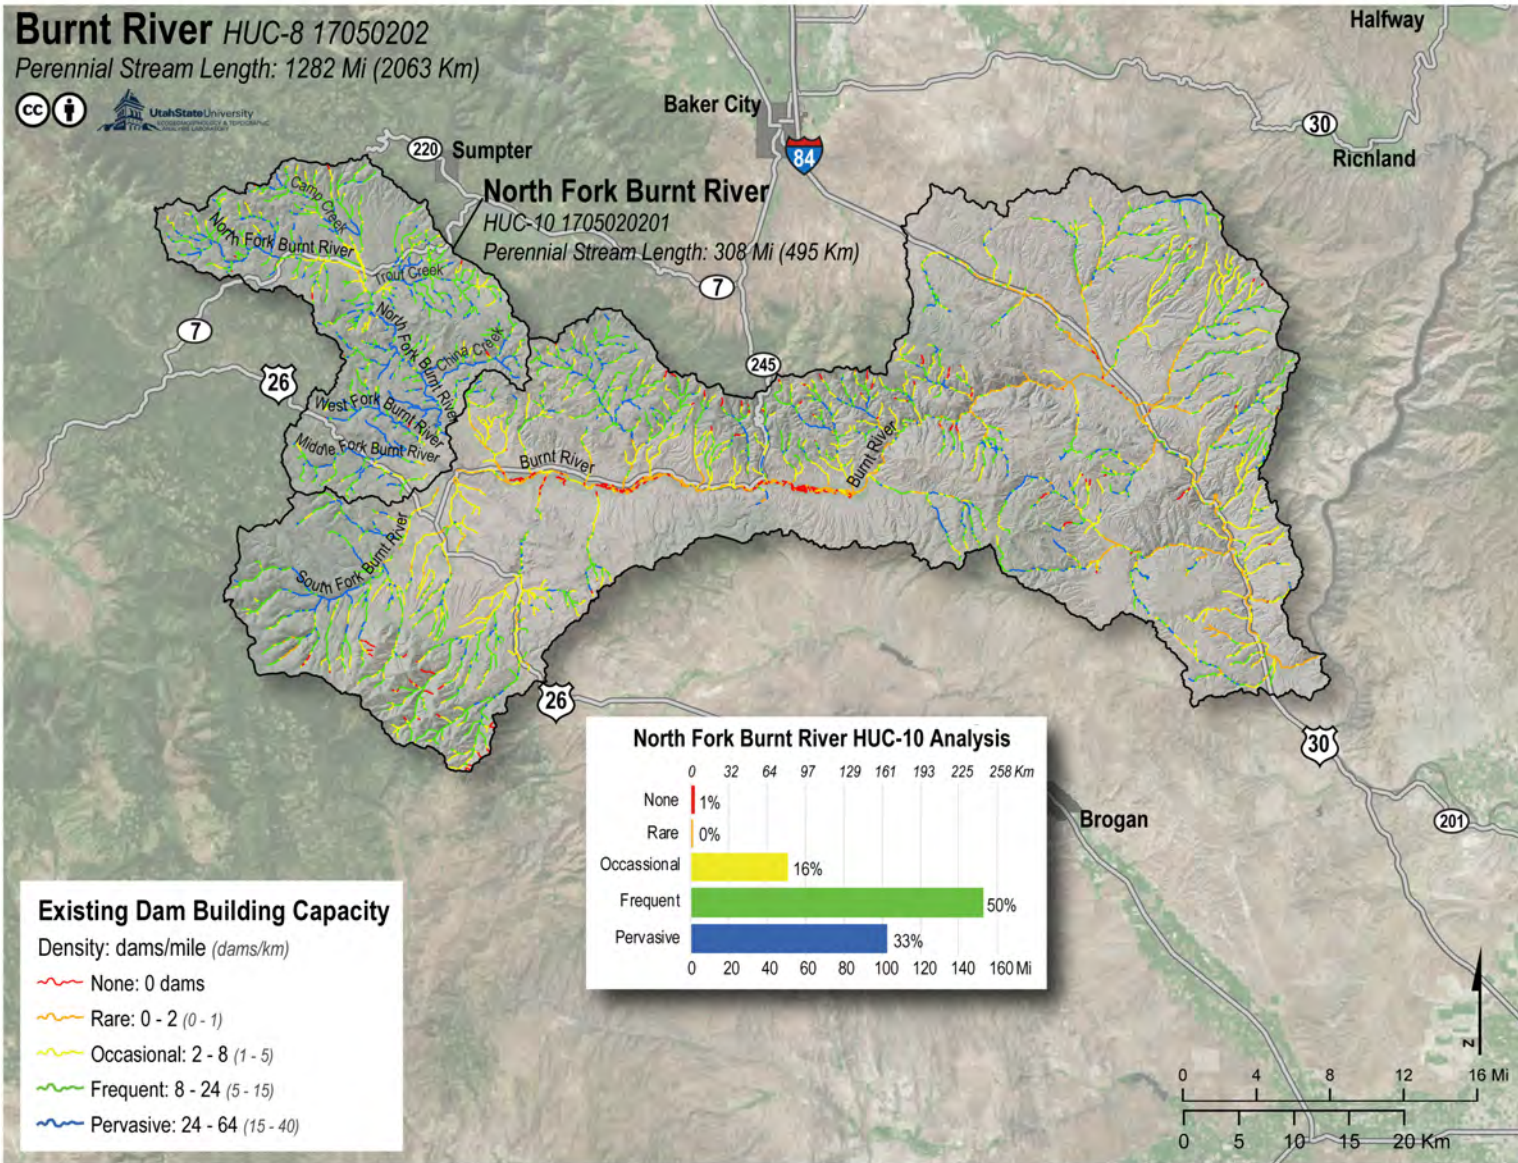 Burnt River HUC-8 17050202
Perennial Stream Length: 1282 Mi (2063 Km)
cc
UtahStateUniversity
Halfway
Baker City
84
30
Richland
220 Sumpter
North Fork Burnt River
HUC-10 1705020201
Perennial Stream Length: 308 Mi (495 Km)
Camp Creek
North Fork Burnt River
Trout Creek
7
7
North Fork Burnt River
China Creek
245
26
West Fork Burnt River
Middle Fork Burnt River
Burnt River
Burnt River
South Fork Burnt River
26
30
201
Brogan
North Fork Burnt River HUC-10 Analysis
0 32 64 97 129 161 193 225 258 Km
None 1%
Rare 0%
Occassional 16%
Frequent 50%
Pervasive 33%
0 20 40 60 80 100 120 140 160 Mi
Existing Dam Building Capacity
Density: dams/mile (dams/km)
None: 0 dams
Rare: 0 - 2 (0 - 1)
Occasional: 2 - 8 (1 - 5)
Frequent: 8 - 24 (5 - 15)
Pervasive: 24 - 64 (15 - 40)
N
0 4 8 12 16 Mi
0 5 10 15 20 Km